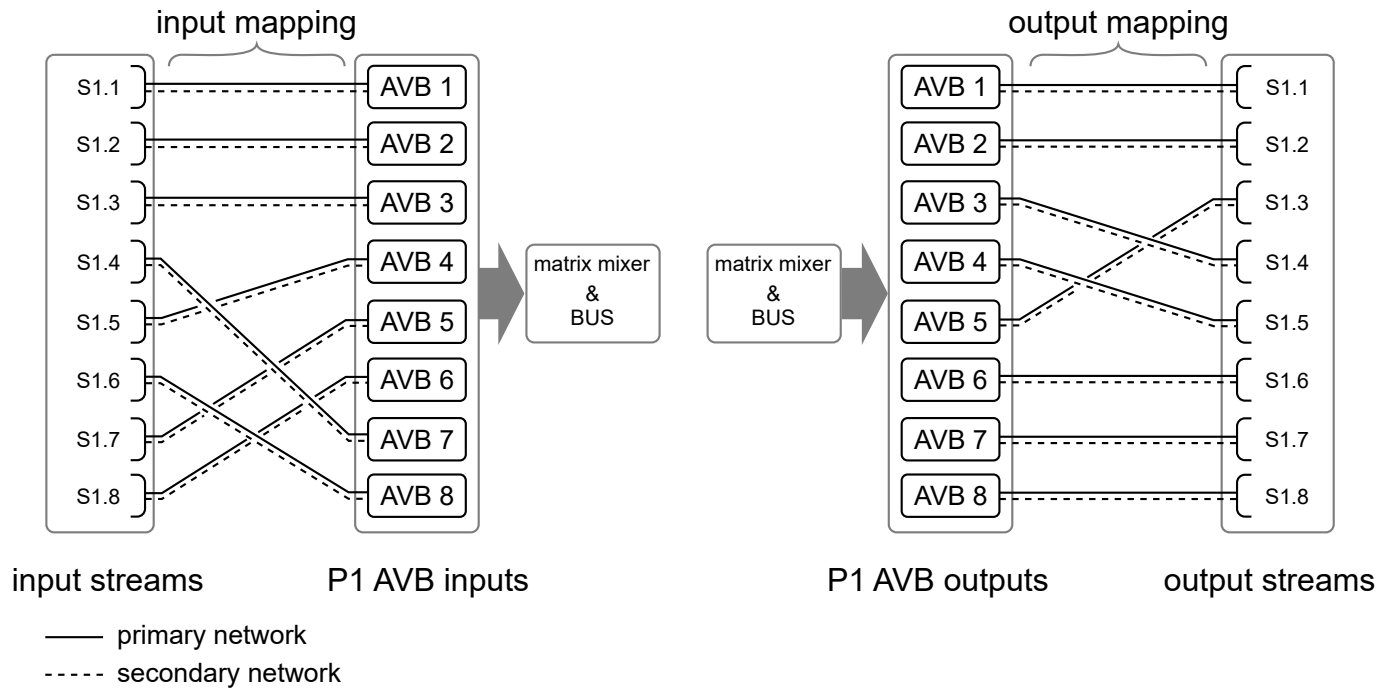 input mapping
output mapping
S1.1
S1.2
S1.3
S1.4
S1.5
S1.6
S1.7
S1.8
AVB 1
AVB 2
AVB 3
AVB 4
AVB 5
AVB 6
AVB 7
AVB 8
matrix mixer
&
BUS
matrix mixer
&
BUS
AVB 1
AVB 2
AVB 3
AVB 4
AVB 5
AVB 6
AVB 7
AVB 8
S1.1
S1.2
S1.3
S1.4
S1.5
S1.6
S1.7
S1.8
input streams
P1 AVB inputs
P1 AVB outputs
output streams
primary network
secondary network